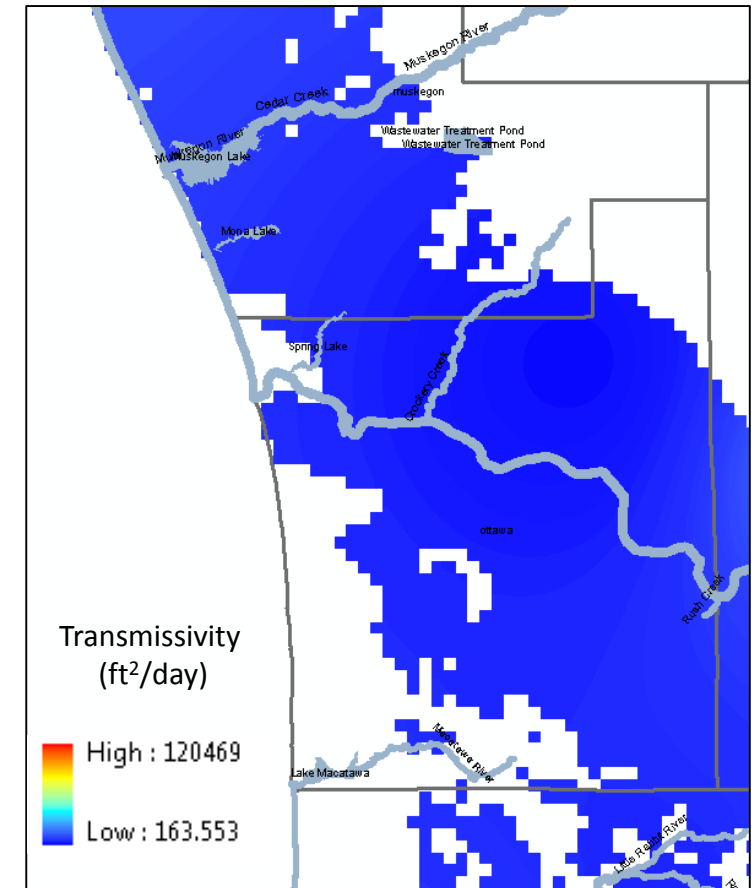 Muskegon River
Cedar Creek
muskegon
Wastewater Treatment Pond
Wastewater Treatment Pond
Muskegon River
Muskegon Lake
Mona Lake
Spring Lake
Crockery Creek
ottawa
Rush Creek
Transmissivity
(ft²/day)
High : 120469
Low : 163.553
Macatawa River
Lake Macatawa
Little Rabbit River